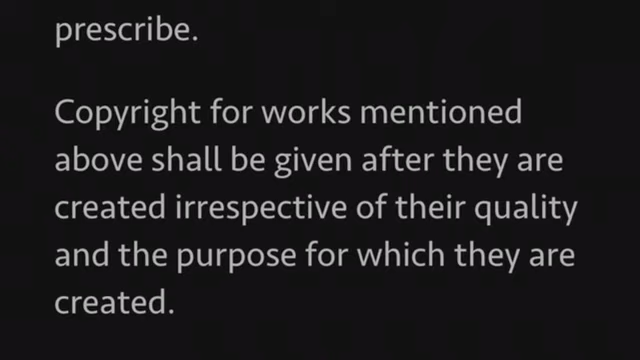 prescribe.
Copyright for works mentioned
above shall be given after they are
created irrespective of their quality
and the purpose for which they are
created.